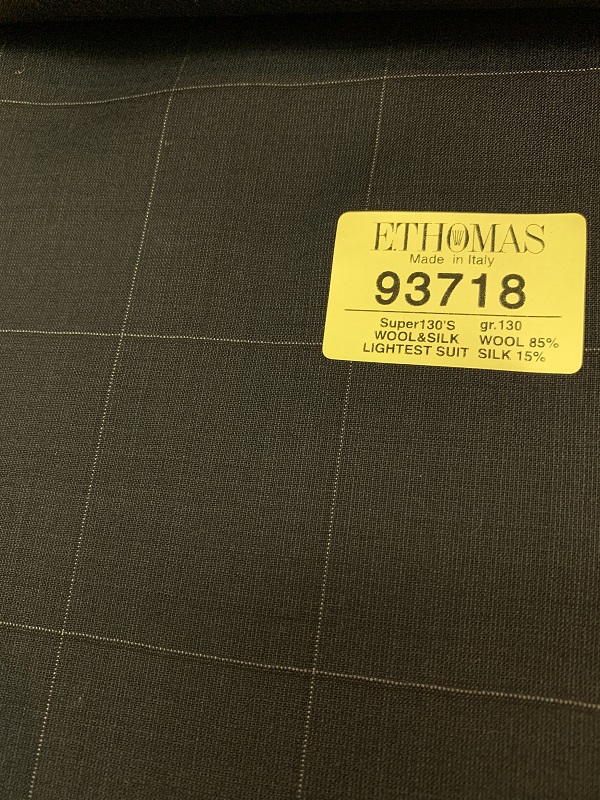 ETHOMAS
Made in Italy
93718
Super130'S gr.130
WOOL&SILK WOOL 85%
LIGHTEST SUIT SILK 15%